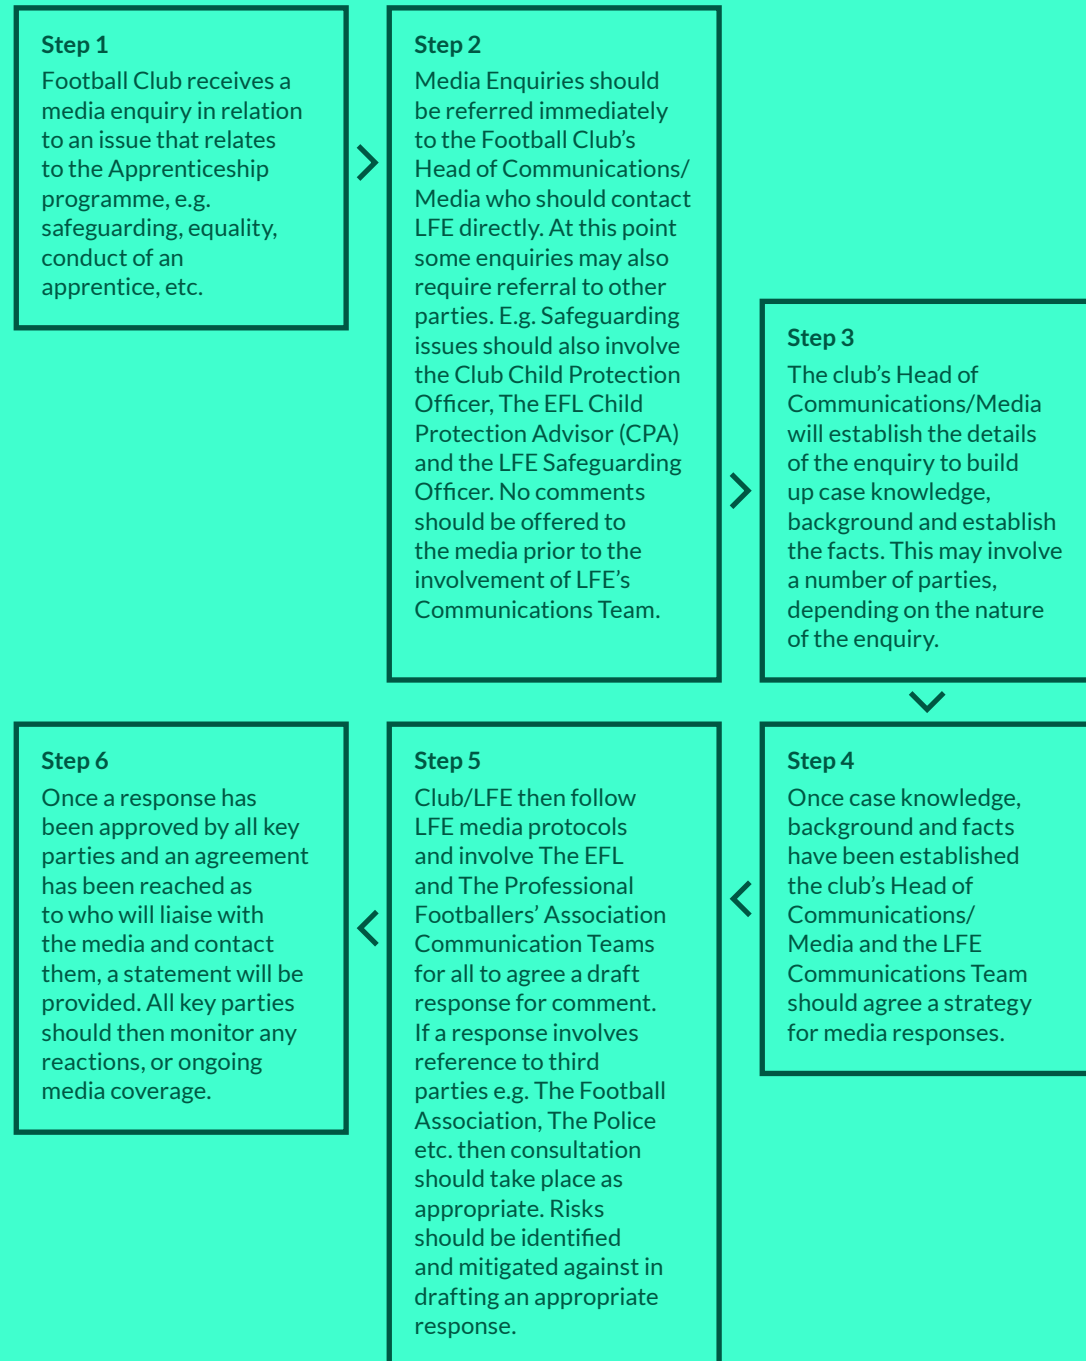 Step 1
Football Club receives a
media enquiry in relation
to an issue that relates
to the Apprenticeship
programme, e.g.
safeguarding, equality,
conduct of an
apprentice, etc.
Step 2
Media Enquiries should
be referred immediately
to the Football Club's
Head of Communications/
Media who should contact
LFE directly. At this point
some enquiries may also
require referral to other
parties. E.g. Safeguarding
issues should also involve
the Club Child Protection
Officer, The EFL Child
Protection Advisor (CPA)
and the LFE Safeguarding
Officer. No comments
should be offered to
the media prior to the
involvement of LFE's
Communications Team.
Step 3
The club's Head of
Communications/Media
will establish the details
of the enquiry to build
up case knowledge,
background and establish
the facts. This may involve
a number of parties,
depending on the nature
of the enquiry.
Step 4
Once case knowledge,
background and facts
have been established
the club's Head of
Communications/
Media and the LFE
Communications Team
should agree a strategy
for media responses.
Step 5
Club/LFE then follow
LFE media protocols
and involve The EFL
and The Professional
Footballers' Association
Communication Teams
for all to agree a draft
response for comment.
If a response involves
reference to third
parties e.g. The Football
Association, The Police
etc. then consultation
should take place as
appropriate. Risks
should be identified
and mitigated against in
drafting an appropriate
response.
Step 6
Once a response has
been approved by all key
parties and an agreement
has been reached as
to who will liaise with
the media and contact
them, a statement will be
provided. All key parties
should then monitor any
reactions, or ongoing
media coverage.